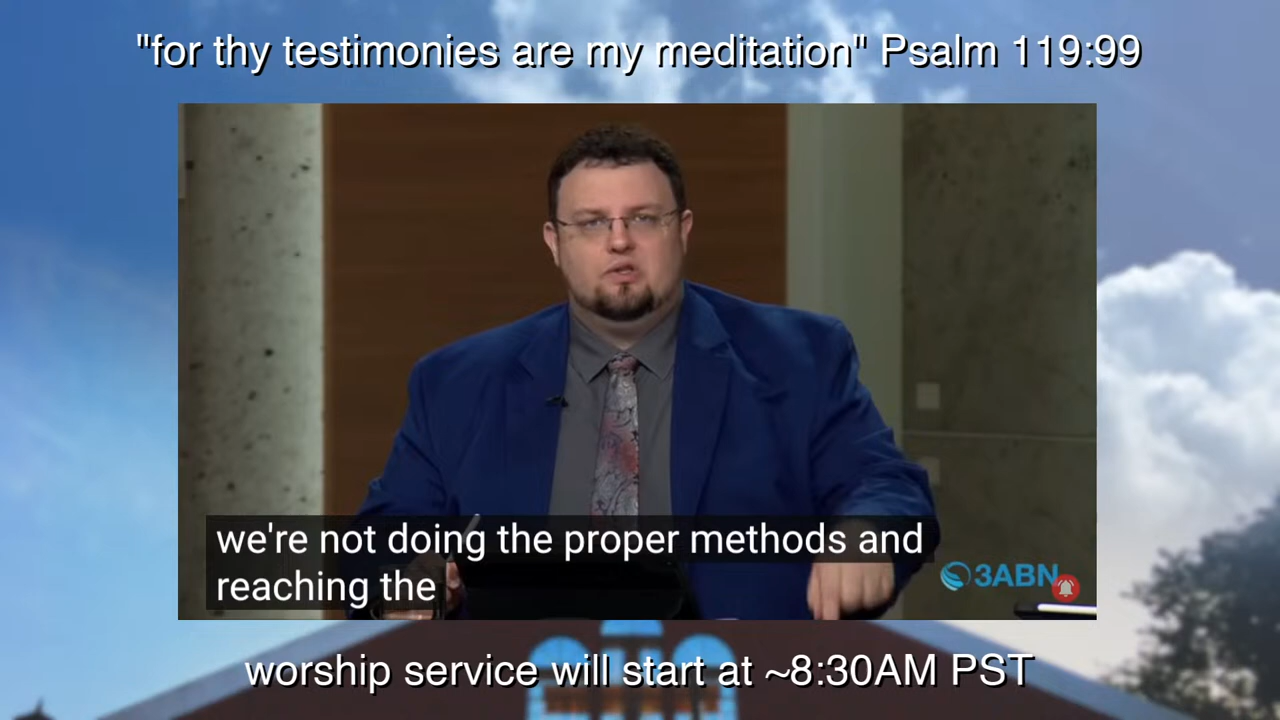 "for thy testimonies are my meditation" Psalm 119:99
we're not doing the proper methods and
reaching the
3ABN
worship service will start at ~8:30AM PST